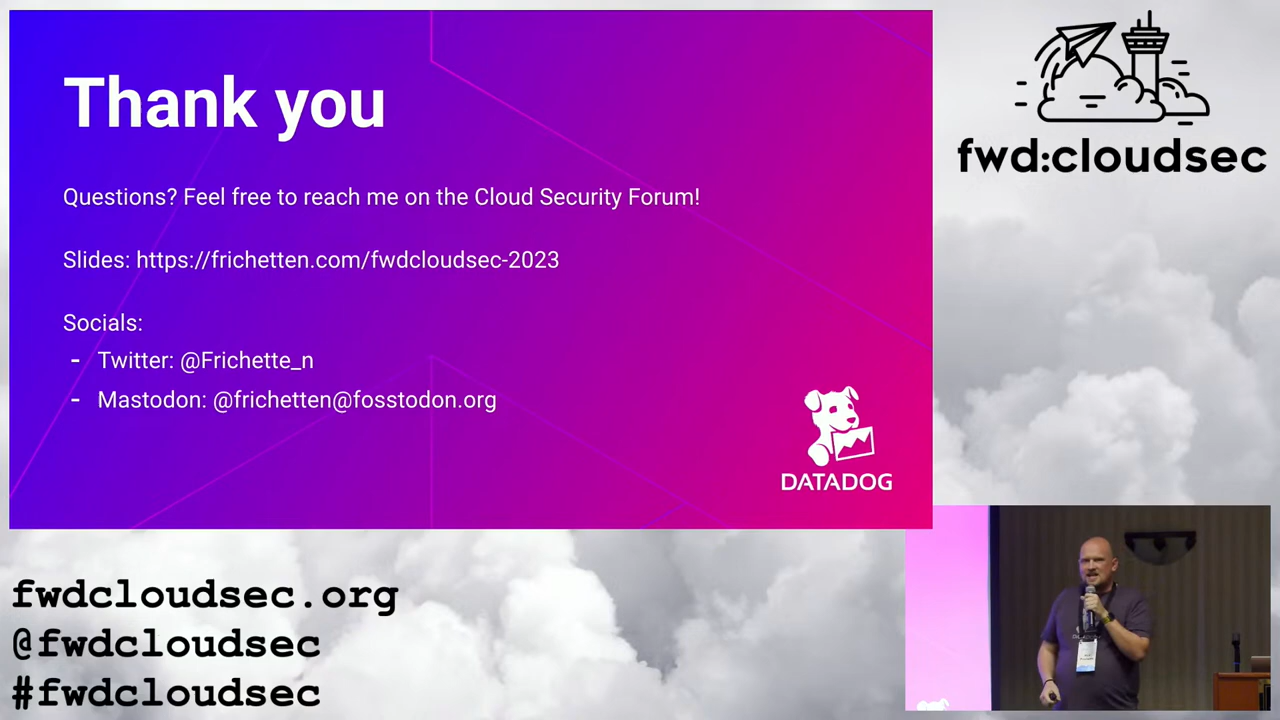 Thank you
Questions? Feel free to reach me on the Cloud Security Forum!
Slides: https://frichetten.com/fwdcloudsec-2023
Socials:
- Twitter: @Frichette_n
- Mastodon: @frichetten@fosstodon.org
DATADOG
fwd:cloudsec
fwdcloudsec.org
@fwdcloudsec
#fwdcloudsec